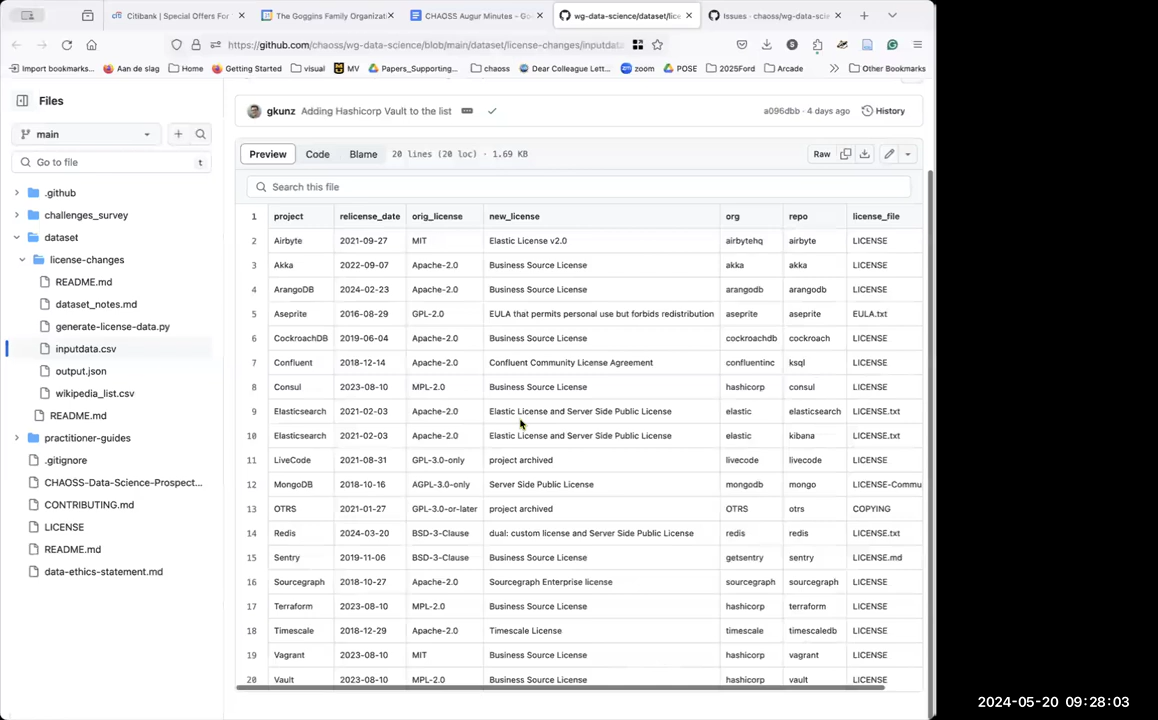 Citibank | Special Offers For
The Goggins Family Organizati
CHAOSS Augur Minutes – Go
wg-data-science/dataset/lice
Issues · chaoss/wg-data-scie
https://github.com/chaoss/wg-data-science/blob/main/dataset/license-changes/inputdata
Import bookmarks...
Aan de slag
Home
Getting Started
visual
MV
Papers_Supporting...
chaoss
Dear Colleague Lett...
zoom
POSE
2025Ford
Arcade
Other Bookmarks
Files
main
Go to file
t
.github
challenges_survey
dataset
license-changes
README.md
dataset_notes.md
generate-license-data.py
inputdata.csv
output.json
wikipedia_list.csv
README.md
practitioner-guides
.gitignore
CHAOSS-Data-Science-Prospect...
CONTRIBUTING.md
LICENSE
README.md
data-ethics-statement.md
gkunz Adding Hashicorp Vault to the list
a096dbb · 4 days ago
History
Preview
Code
Blame
20 lines (20 loc) · 1.69 KB
Raw
Search this file
1 project relicense_date orig_license new_license org repo license_file
2 Airbyte 2021-09-27 MIT Elastic License v2.0 airbytehq airbyte LICENSE
3 Akka 2022-09-07 Apache-2.0 Business Source License akka akka LICENSE
4 ArangoDB 2024-02-23 Apache-2.0 Business Source License arangodb arangodb LICENSE
5 Aseprite 2016-08-29 GPL-2.0 EULA that permits personal use but forbids redistribution aseprite aseprite EULA.txt
6 CockroachDB 2019-06-04 Apache-2.0 Business Source License cockroachdb cockroach LICENSE
7 Confluent 2018-12-14 Apache-2.0 Confluent Community License Agreement confluentinc ksql LICENSE
8 Consul 2023-08-10 MPL-2.0 Business Source License hashicorp consul LICENSE
9 Elasticsearch 2021-02-03 Apache-2.0 Elastic License and Server Side Public License elastic elasticsearch LICENSE.txt
10 Elasticsearch 2021-02-03 Apache-2.0 Elastic License and Server Side Public License elastic kibana LICENSE.txt
11 LiveCode 2021-08-31 GPL-3.0-only project archived livecode livecode LICENSE
12 MongoDB 2018-10-16 AGPL-3.0-only Server Side Public License mongodb mongo LICENSE-Commu
13 OTRS 2021-01-27 GPL-3.0-or-later project archived OTRS otrs COPYING
14 Redis 2024-03-20 BSD-3-Clause dual: custom license and Server Side Public License redis redis LICENSE.txt
15 Sentry 2019-11-06 BSD-3-Clause Business Source License getsentry sentry LICENSE.md
16 Sourcegraph 2018-10-27 Apache-2.0 Sourcegraph Enterprise license sourcegraph sourcegraph LICENSE
17 Terraform 2023-08-10 MPL-2.0 Business Source License hashicorp terraform LICENSE
18 Timescale 2018-12-29 Apache-2.0 Timescale License timescale timescaledb LICENSE
19 Vagrant 2023-08-10 MIT Business Source License hashicorp vagrant LICENSE
20 Vault 2023-08-10 MPL-2.0 Business Source License hashicorp vault LICENSE
2024-05-20 09:28:03